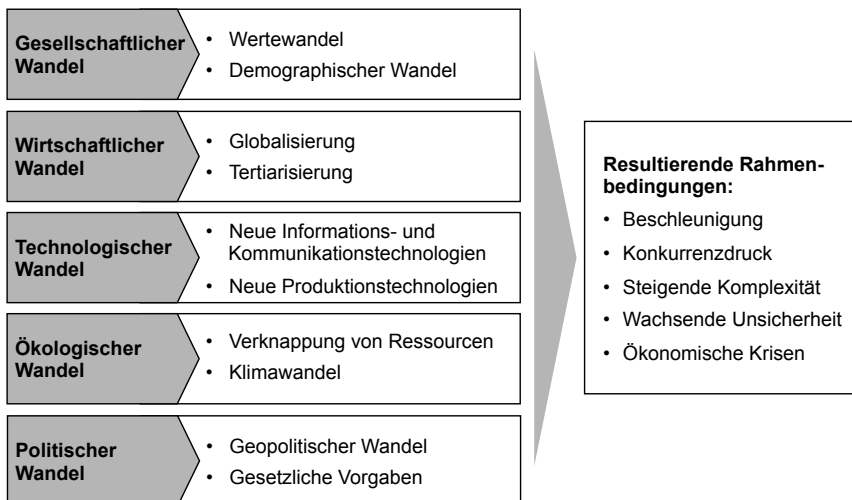 Gesellschaftlicher
Wandel
• Wertewandel
• Demographischer Wandel
Wirtschaftlicher
Wandel
• Globalisierung
• Tertiarisierung
Technologischer
Wandel
• Neue Informations- und
Kommunikationstechnologien
• Neue Produktionstechnologien
Ökologischer
Wandel
• Verknappung von Ressourcen
• Klimawandel
Politischer
Wandel
• Geopolitischer Wandel
• Gesetzliche Vorgaben
Resultierende Rahmen-
bedingungen:
• Beschleunigung
• Konkurrenzdruck
• Steigende Komplexität
• Wachsende Unsicherheit
• Ökonomische Krisen